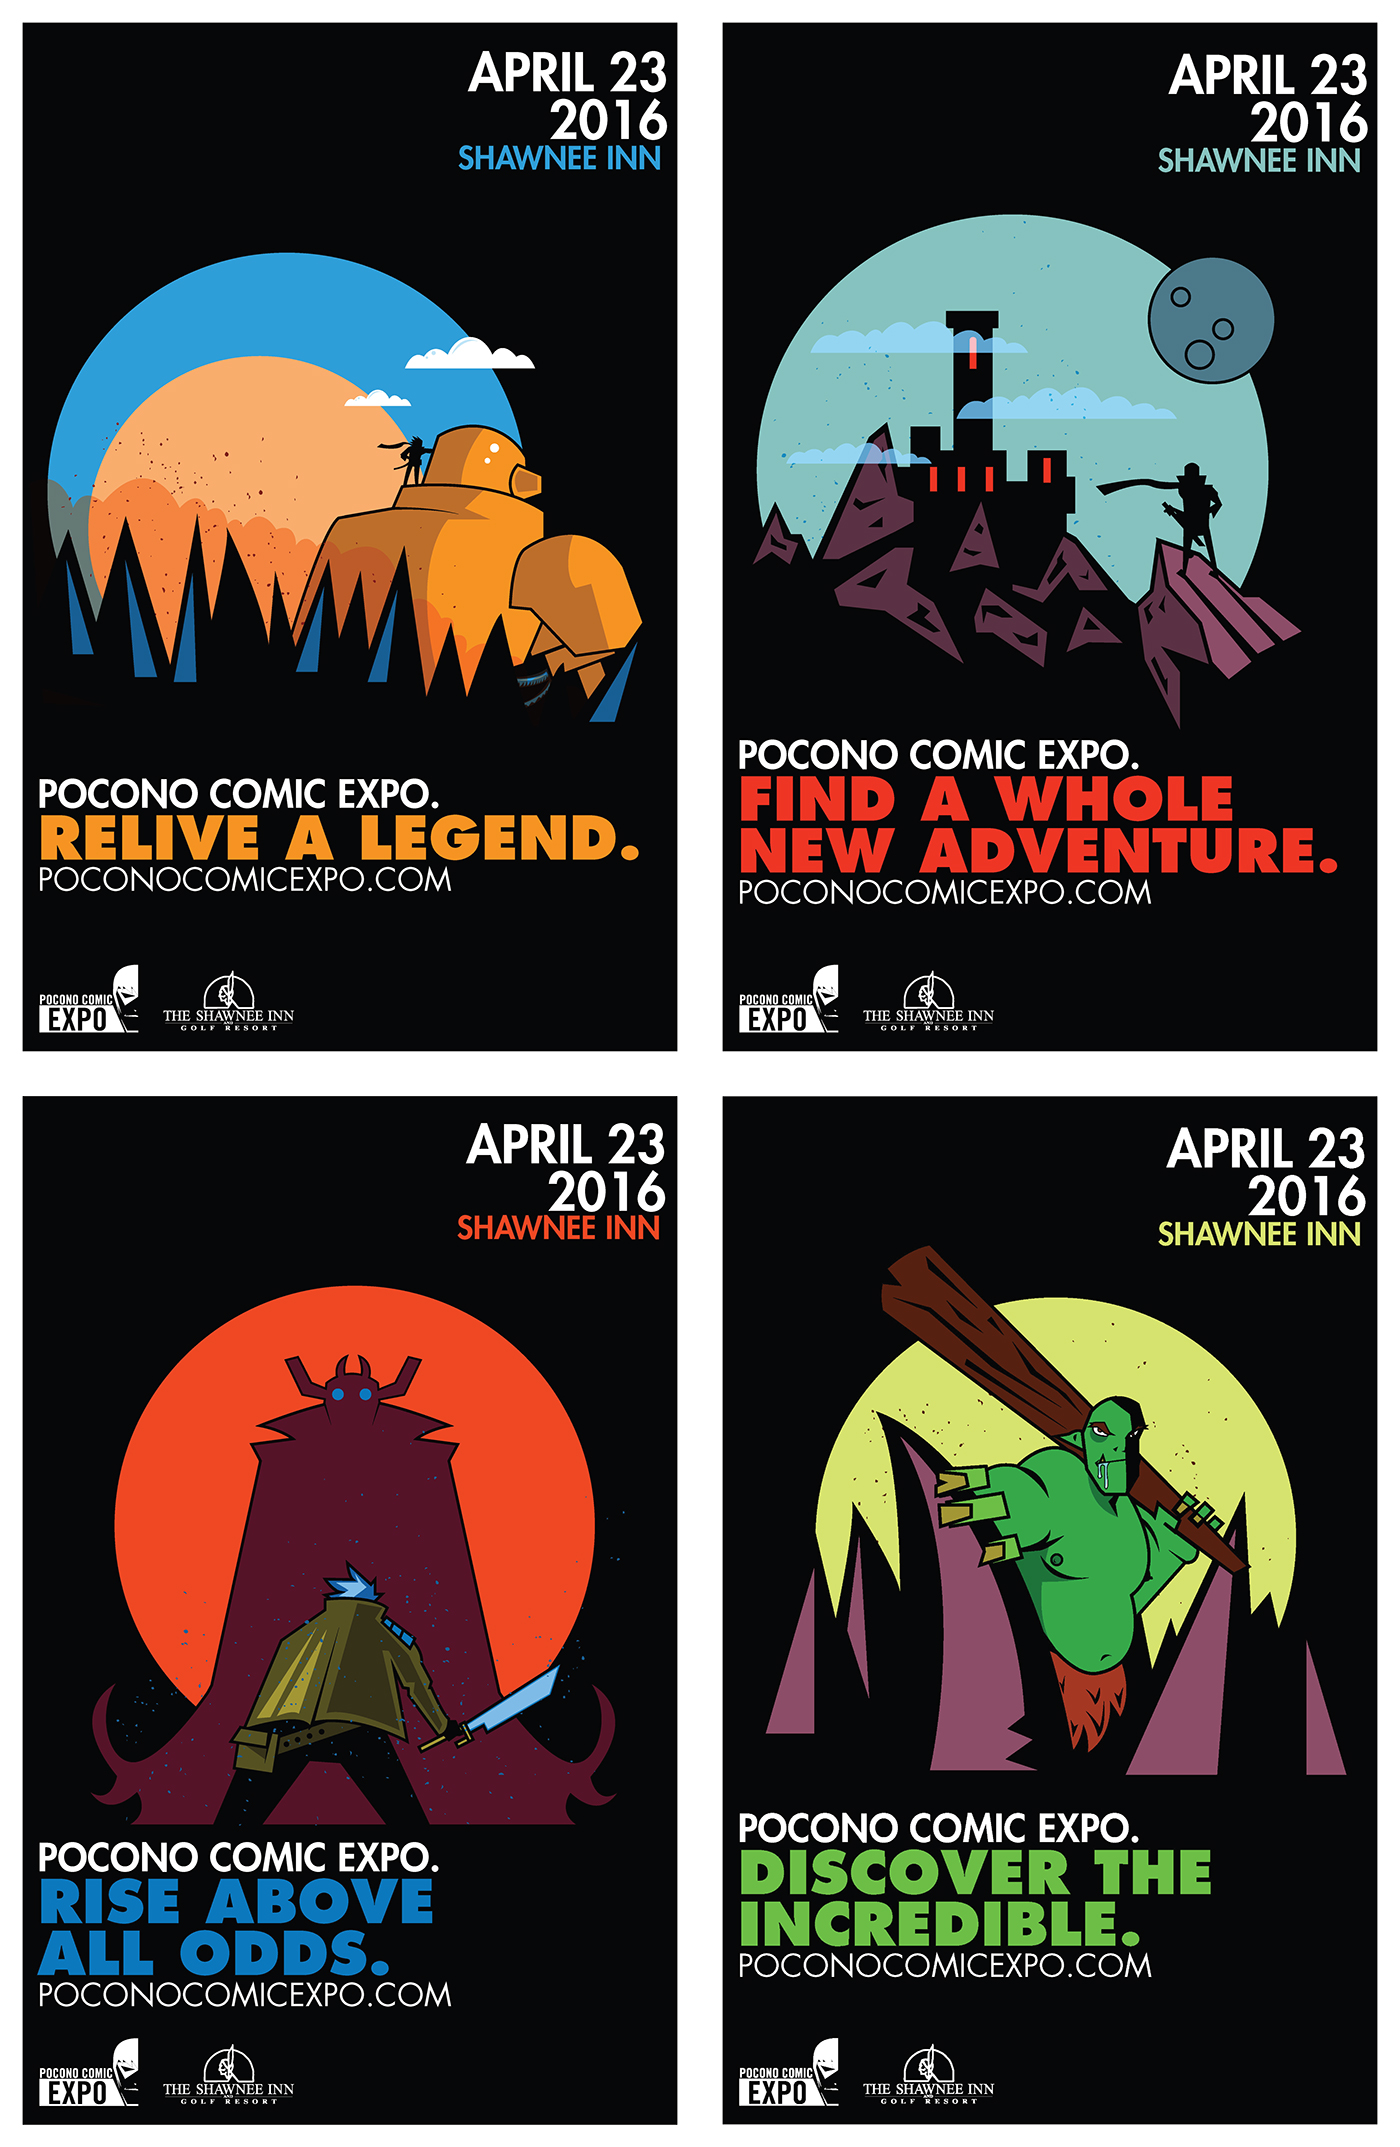 APRIL 23
2016
SHAWNEE INN
POCONO COMIC EXPO.
RELIVE A LEGEND.
POCONOCOMICEXPO.COM
POCONO COMIC
EXPO
THE SHAWNEE INN
AND
GOLF RESORT
APRIL 23
2016
SHAWNEE INN
POCONO COMIC EXPO.
FIND A WHOLE
NEW ADVENTURE.
POCONOCOMICEXPO.COM
POCONO COMIC
EXPO
THE SHAWNEE INN
AND
GOLF RESORT
APRIL 23
2016
SHAWNEE INN
POCONO COMIC EXPO.
RISE ABOVE
ALL ODDS.
POCONOCOMICEXPO.COM
POCONO COMIC
EXPO
THE SHAWNEE INN
AND
GOLF RESORT
APRIL 23
2016
SHAWNEE INN
POCONO COMIC EXPO.
DISCOVER THE
INCREDIBLE.
POCONOCOMICEXPO.COM
POCONO COMIC
EXPO
THE SHAWNEE INN
AND
GOLF RESORT